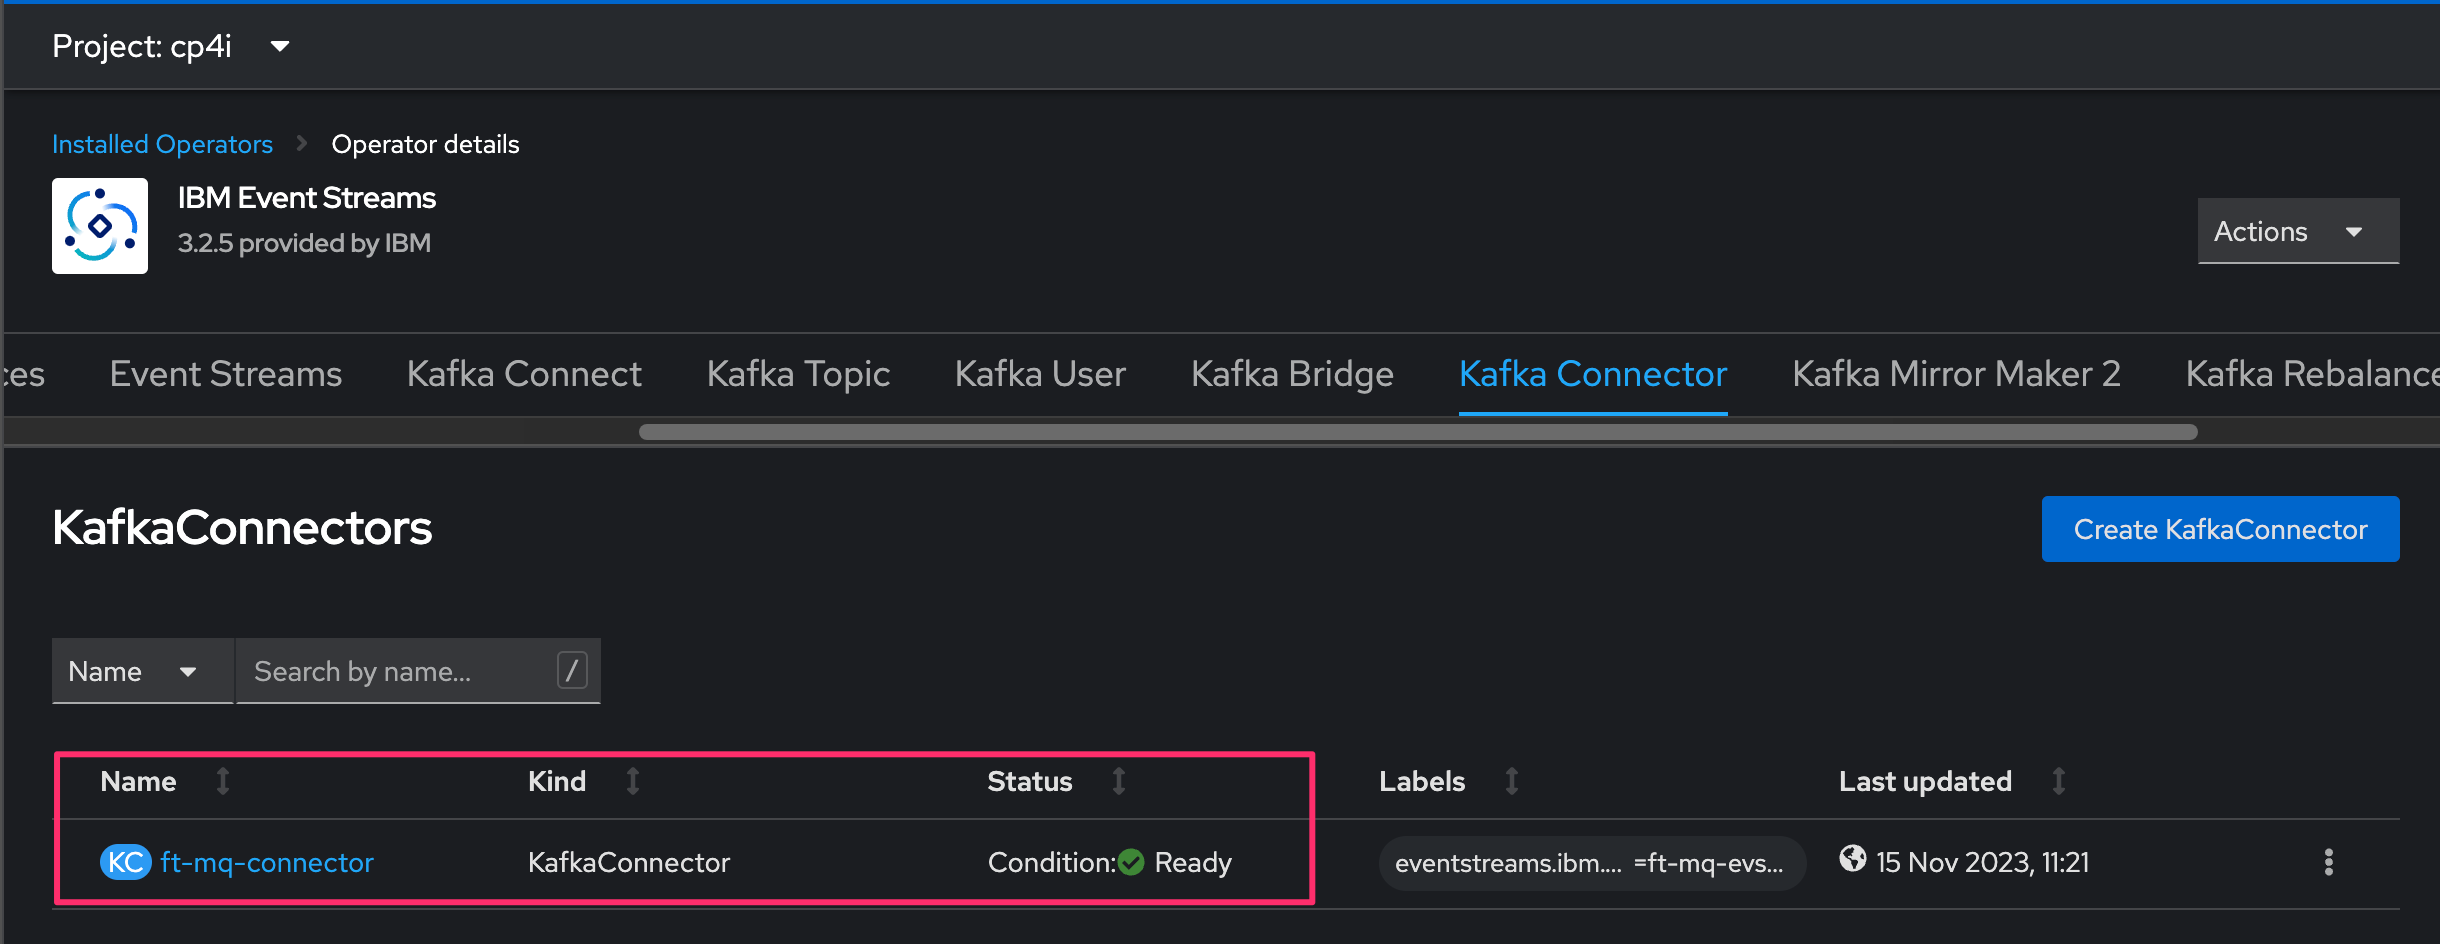 Project: cp4i
Installed Operators Operator details
IBM Event Streams
3.2.5 provided by IBM
Actions
ces Event Streams Kafka Connect Kafka Topic Kafka User Kafka Bridge Kafka Connector Kafka Mirror Maker 2 Kafka Rebalance
KafkaConnectors
Create KafkaConnector
Name Search by name... /
Name Kind Status Labels Last updated
KC ft-mq-connector KafkaConnector Condition: Ready eventstreams.ibm.... =ft-mq-evs... 15 Nov 2023, 11:21